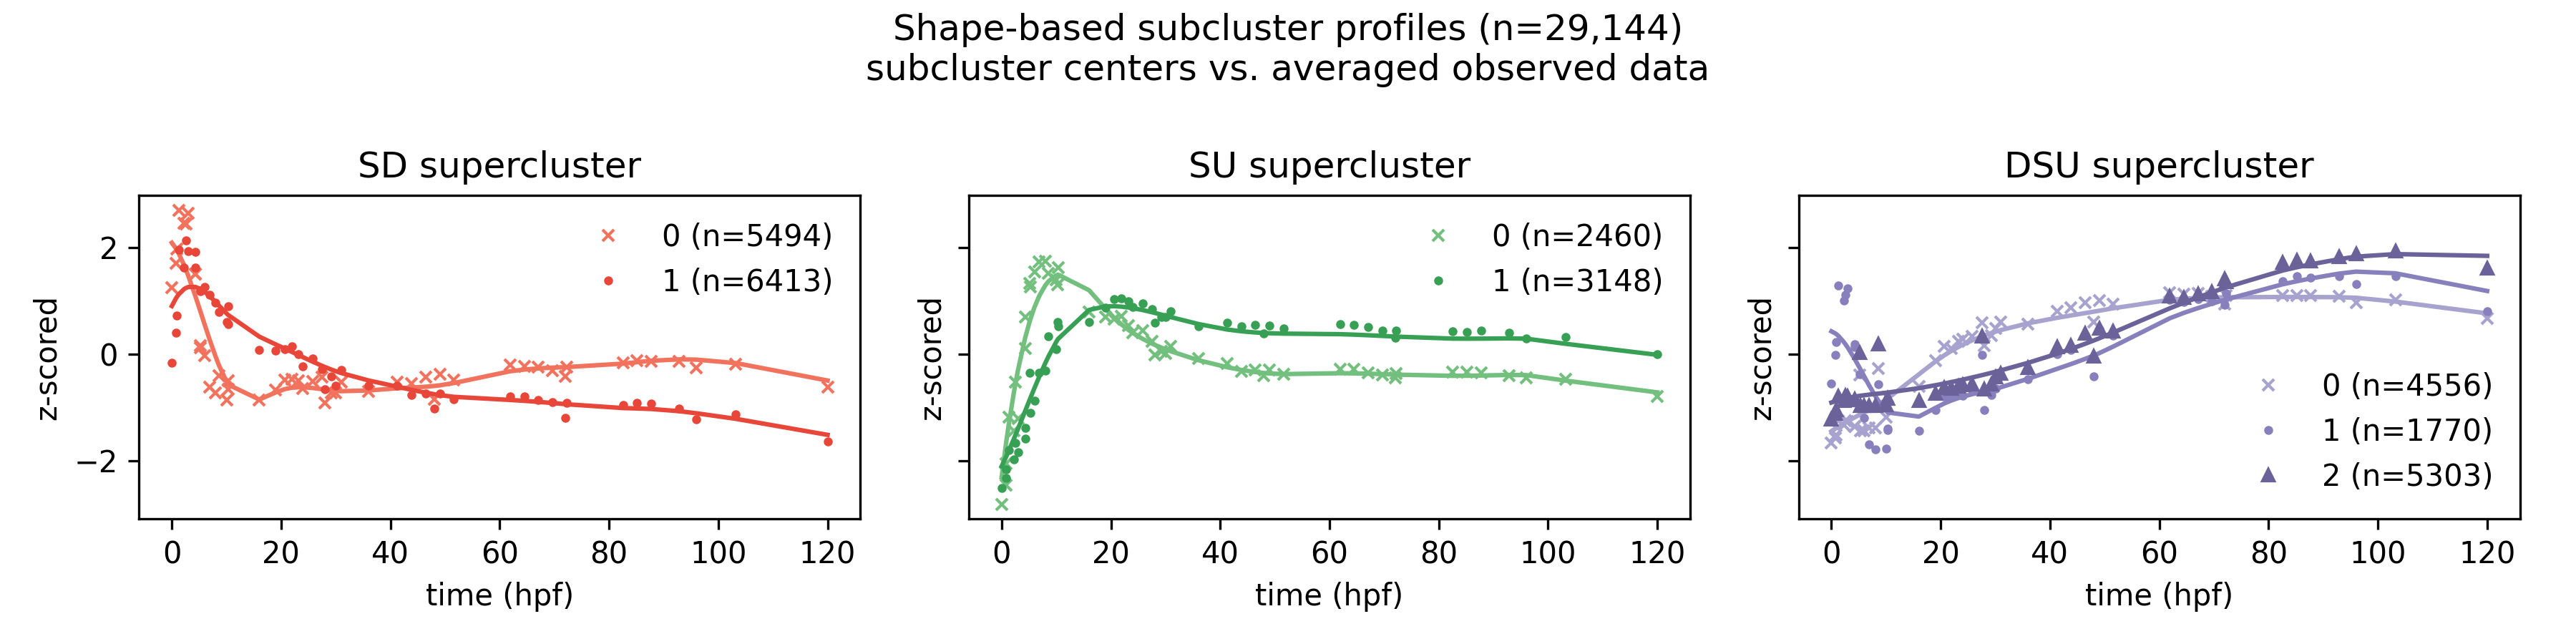 Shape-based subcluster profiles (n=29,144)
subcluster centers vs. averaged observed data
SD supercluster
z-scored
2
0
−2
0 (n=5494)
1 (n=6413)
0 20 40 60 80 100 120
time (hpf)
SU supercluster
z-scored
0 (n=2460)
1 (n=3148)
0 20 40 60 80 100 120
time (hpf)
DSU supercluster
z-scored
0 (n=4556)
1 (n=1770)
2 (n=5303)
0 20 40 60 80 100 120
time (hpf)